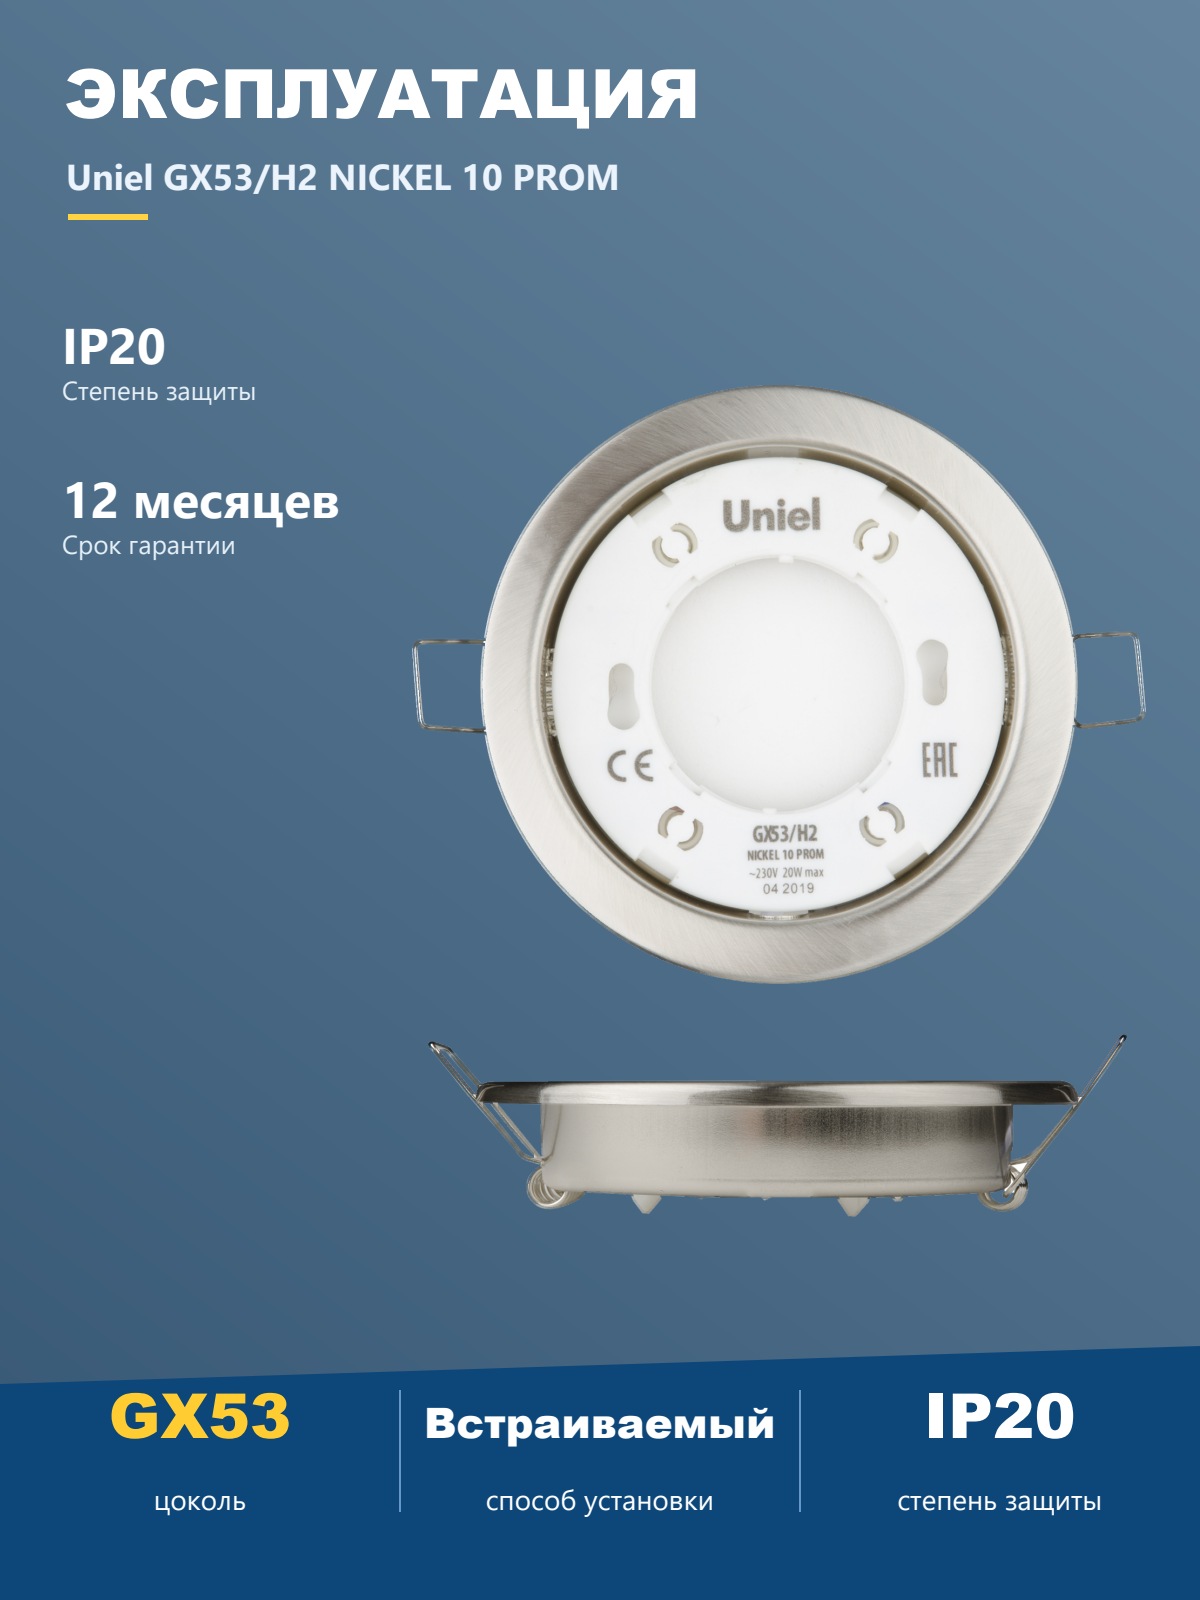 ЭКСПЛУАТАЦИЯ
Uniel GX53/H2 NICKEL 10 PROM
IP20
Степень защиты
12 месяцев
Срок гарантии
Uniel
CE
EAC
GX53/H2
NICKEL 10 PROM
~230V 20W max
04 2019
GX53
цоколь
Встраиваемый
способ установки
IP20
степень защиты